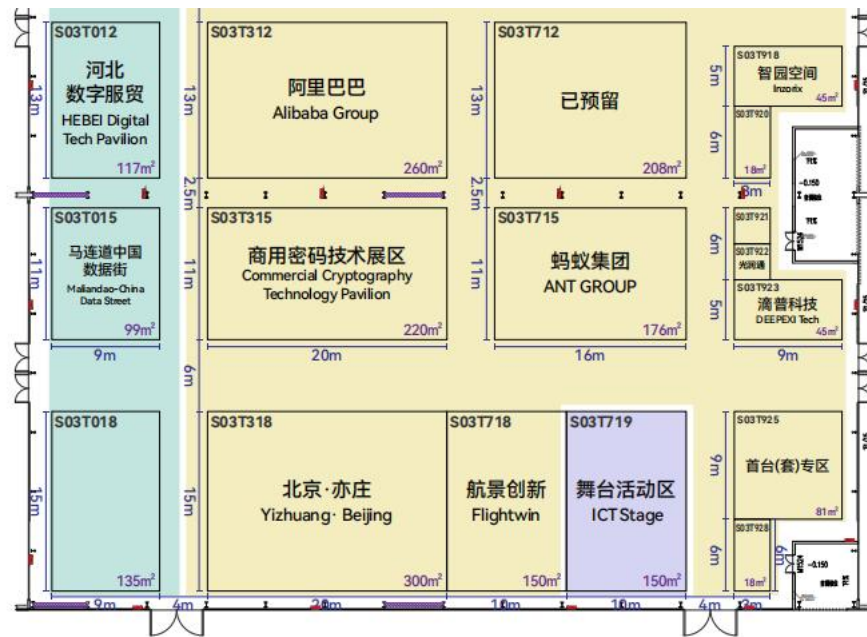 S03T012
河北
数字服贸
HEBEI Digital
Tech Pavilion
117m²
13m
S03T312
阿里巴巴
Alibaba Group
260m²
13m
S03T712
已预留
208m²
13m
S03T918
智园空间
Inzorix
45m²
5m
S03T920
18m²
6m
3m
-0.150
2.5m
2.5m
S03T015
马连道中国
数据街
Maliandao-China
Data Street
99m²
11m
9m
S03T315
商用密码技术展区
Commercial Cryptography
Technology Pavilion
220m²
11m
20m
S03T715
蚂蚁集团
ANT GROUP
176m²
11m
16m
S03T921
S03T922
光润通
6m
S03T923
滴普科技
DEEPEXI Tech
45m²
5m
9m
6m
S03T018
135m²
15m
9m
4m
S03T318
北京·亦庄
Yizhuang· Beijing
300m²
15m
20m
S03T718
航景创新
Flightwin
150m²
10m
S03T719
舞台活动区
ICT Stage
150m²
10m
4m
S03T925
首台(套)专区
81m²
9m
S03T928
18m²
6m
6m
3m
-0.150